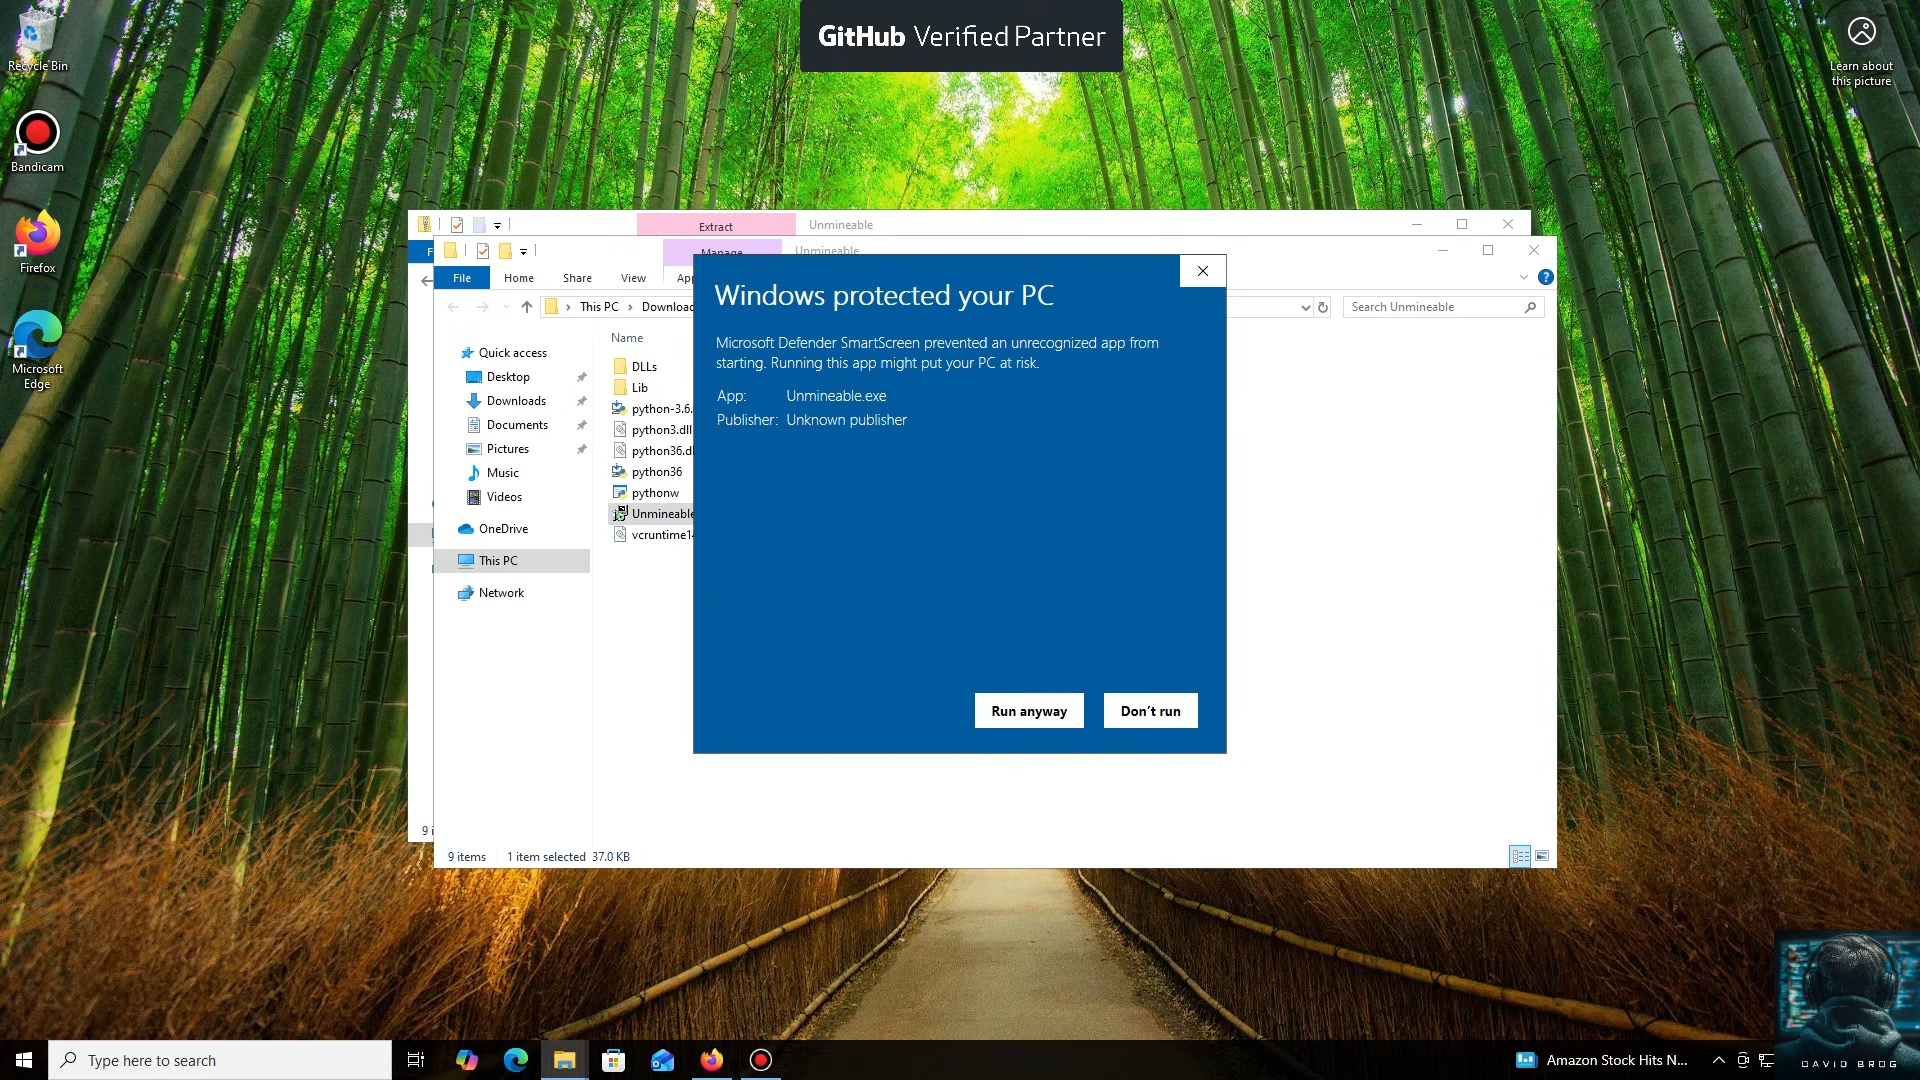 GitHub Verified Partner
Recycle Bin
Learn about
this picture
Bandicam
Firefox
Microsoft
Edge
Extract
Unmineable
Manage
Unmineable
File
Home
Share
View
This PC
Search Unmineable
Name
Quick access
Desktop
Downloads
Documents
Pictures
Music
Videos
OneDrive
This PC
Network
DLLs
Lib
python-3.6.
python3.dll
python36.dl
python36
pythonw
Unmineable
vcruntime14
Windows protected your PC
Microsoft Defender SmartScreen prevented an unrecognized app from
starting. Running this app might put your PC at risk.
App: Unmineable.exe
Publisher: Unknown publisher
Run anyway
Don't run
9 items
1 item selected 37.0 KB
Type here to search
Amazon Stock Hits N...
DAVID BROG